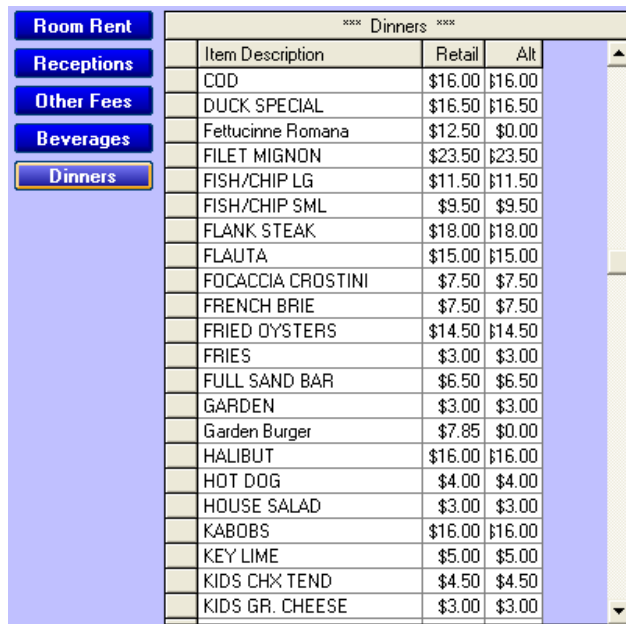 Room Rent
Receptions
Other Fees
Beverages
Dinners
*** Dinners ***
Item Description Retail Alt
COD $16.00 $16.00
DUCK SPECIAL $16.50 $16.50
Fettucinne Romana $12.50 $0.00
FILET MIGNON $23.50 $23.50
FISH/CHIP LG $11.50 $11.50
FISH/CHIP SML $9.50 $9.50
FLANK STEAK $18.00 $18.00
FLAUTA $15.00 $15.00
FOCACCIA CROSTINI $7.50 $7.50
FRENCH BRIE $7.50 $7.50
FRIED OYSTERS $14.50 $14.50
FRIES $3.00 $3.00
FULL SAND BAR $6.50 $6.50
GARDEN $3.00 $3.00
Garden Burger $7.85 $0.00
HALIBUT $16.00 $16.00
HOT DOG $4.00 $4.00
HOUSE SALAD $3.00 $3.00
KABOBS $16.00 $16.00
KEY LIME $5.00 $5.00
KIDS CHX TEND $4.50 $4.50
KIDS GR. CHEESE $3.00 $3.00